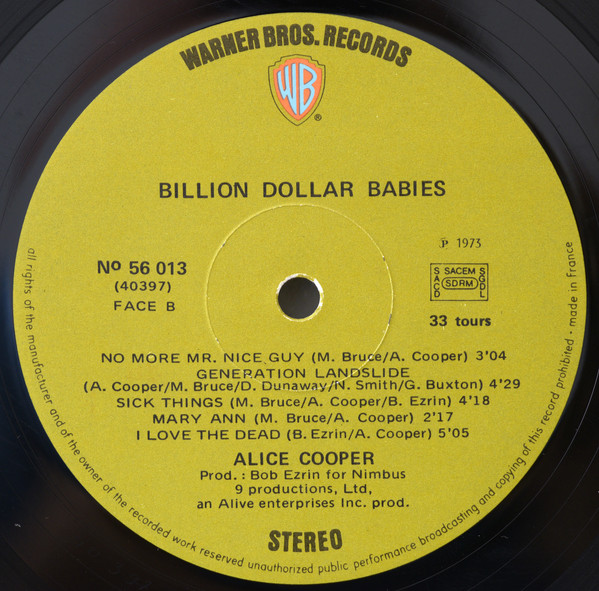 WARNER BROS. RECORDS
WB
®
BILLION DOLLAR BABIES
Nº 56 013
(40397)
FACE B
℗ 1973
SACD SACEM SDRM SGDL
33 tours
NO MORE MR. NICE GUY (M. Bruce/A. Cooper) 3'04
GENERATION LANDSLIDE
(A. Cooper/M. Bruce/D. Dunaway/N. Smith/G. Buxton) 4'29
SICK THINGS (M. Bruce/A. Cooper/B. Ezrin) 4'18
MARY ANN (M. Bruce/A. Cooper) 2'17
I LOVE THE DEAD (B. Ezrin/A. Cooper) 5'05
ALICE COOPER
Prod. : Bob Ezrin for Nimbus
9 productions, Ltd,
an Alive enterprises Inc. prod.
STEREO
all rights of the manufacturer and of the owner of the recorded work reserved unauthorized public performance broadcasting and copying of this record prohibited • made in france